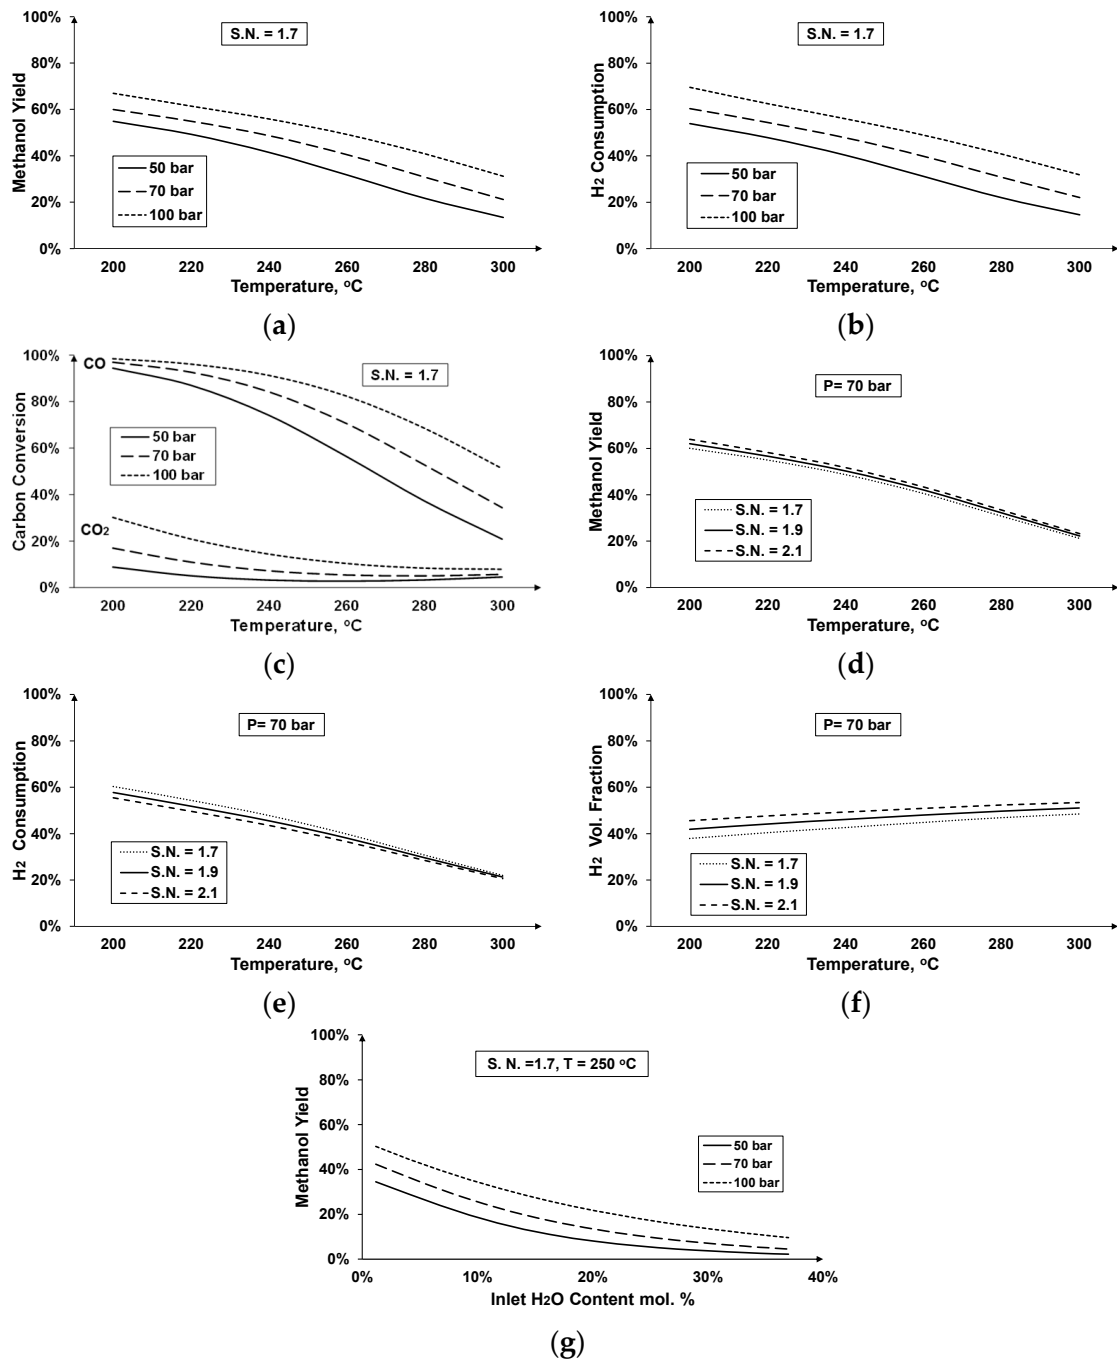 S.N. = 1.7
Methanol Yield
100%
80%
60%
40%
20%
0%
50 bar
70 bar
100 bar
200 220 240 260 280 300
Temperature, ºC
(a)
S.N. = 1.7
H2 Consumption
100%
80%
60%
40%
20%
0%
50 bar
70 bar
100 bar
200 220 240 260 280 300
Temperature, ºC
(b)
S.N. = 1.7
Carbon Conversion
100%
80%
60%
40%
20%
0%
CO
50 bar
70 bar
100 bar
CO2
200 220 240 260 280 300
Temperature, ºC
(c)
P= 70 bar
Methanol Yield
100%
80%
60%
40%
20%
0%
S.N. = 1.7
S.N. = 1.9
S.N. = 2.1
200 220 240 260 280 300
Temperature, ºC
(d)
P= 70 bar
H2 Consumption
100%
80%
60%
40%
20%
0%
S.N. = 1.7
S.N. = 1.9
S.N. = 2.1
200 220 240 260 280 300
Temperature, ºC
(e)
P= 70 bar
H2 Vol. Fraction
100%
80%
60%
40%
20%
0%
S.N. = 1.7
S.N. = 1.9
S.N. = 2.1
200 220 240 260 280 300
Temperature, ºC
(f)
S. N. =1.7, T = 250 ºC
Methanol Yield
100%
80%
60%
40%
20%
0%
50 bar
70 bar
100 bar
0% 10% 20% 30% 40%
Inlet H2O Content mol. %
(g)